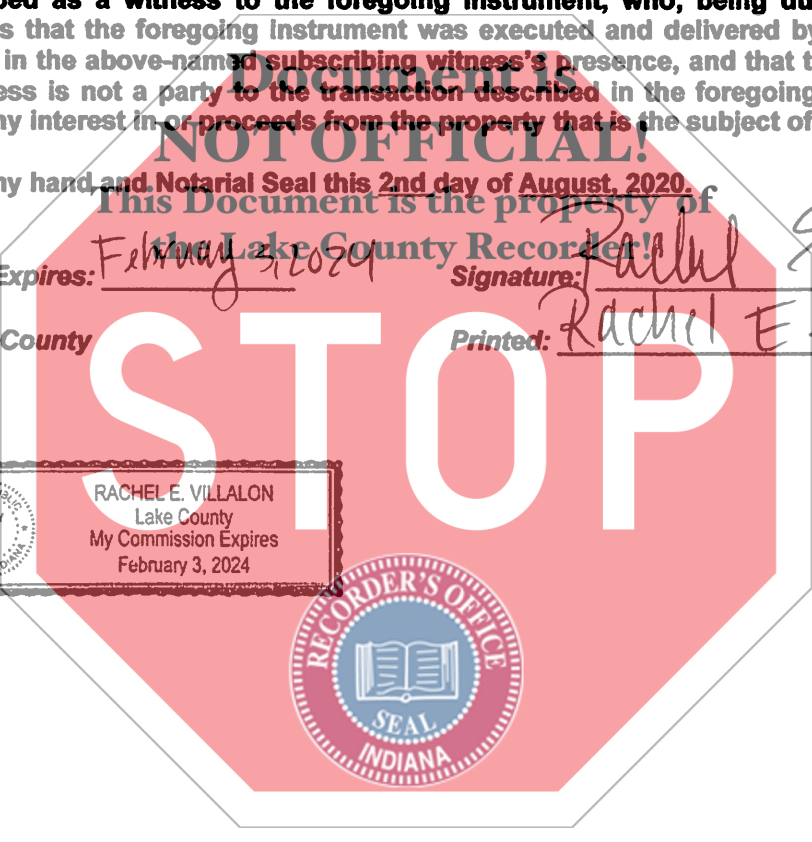 bed as a witness to the foregoing instrument, who, being du
s that the foregoing instrument was executed and delivered by
in the above-named subscribing witness's presence, and that t
ess is not a party to the transaction described in the foregoing
ny interest in or proceeds from the property that is the subject of
Document is
NOT OFFICIAL!
This Document is the property of
the Lake County Recorder!
ny hand and Notarial Seal this 2nd day of August, 2020.
Expires: February 3, 2024
Signature: Rachel
County
Printed: Rachel E.
STOP
RACHEL E. VILLALON
Lake County
My Commission Expires
February 3, 2024
PUBLIC
INDIANA
RECORDER'S OFFICE
SEAL
INDIANA